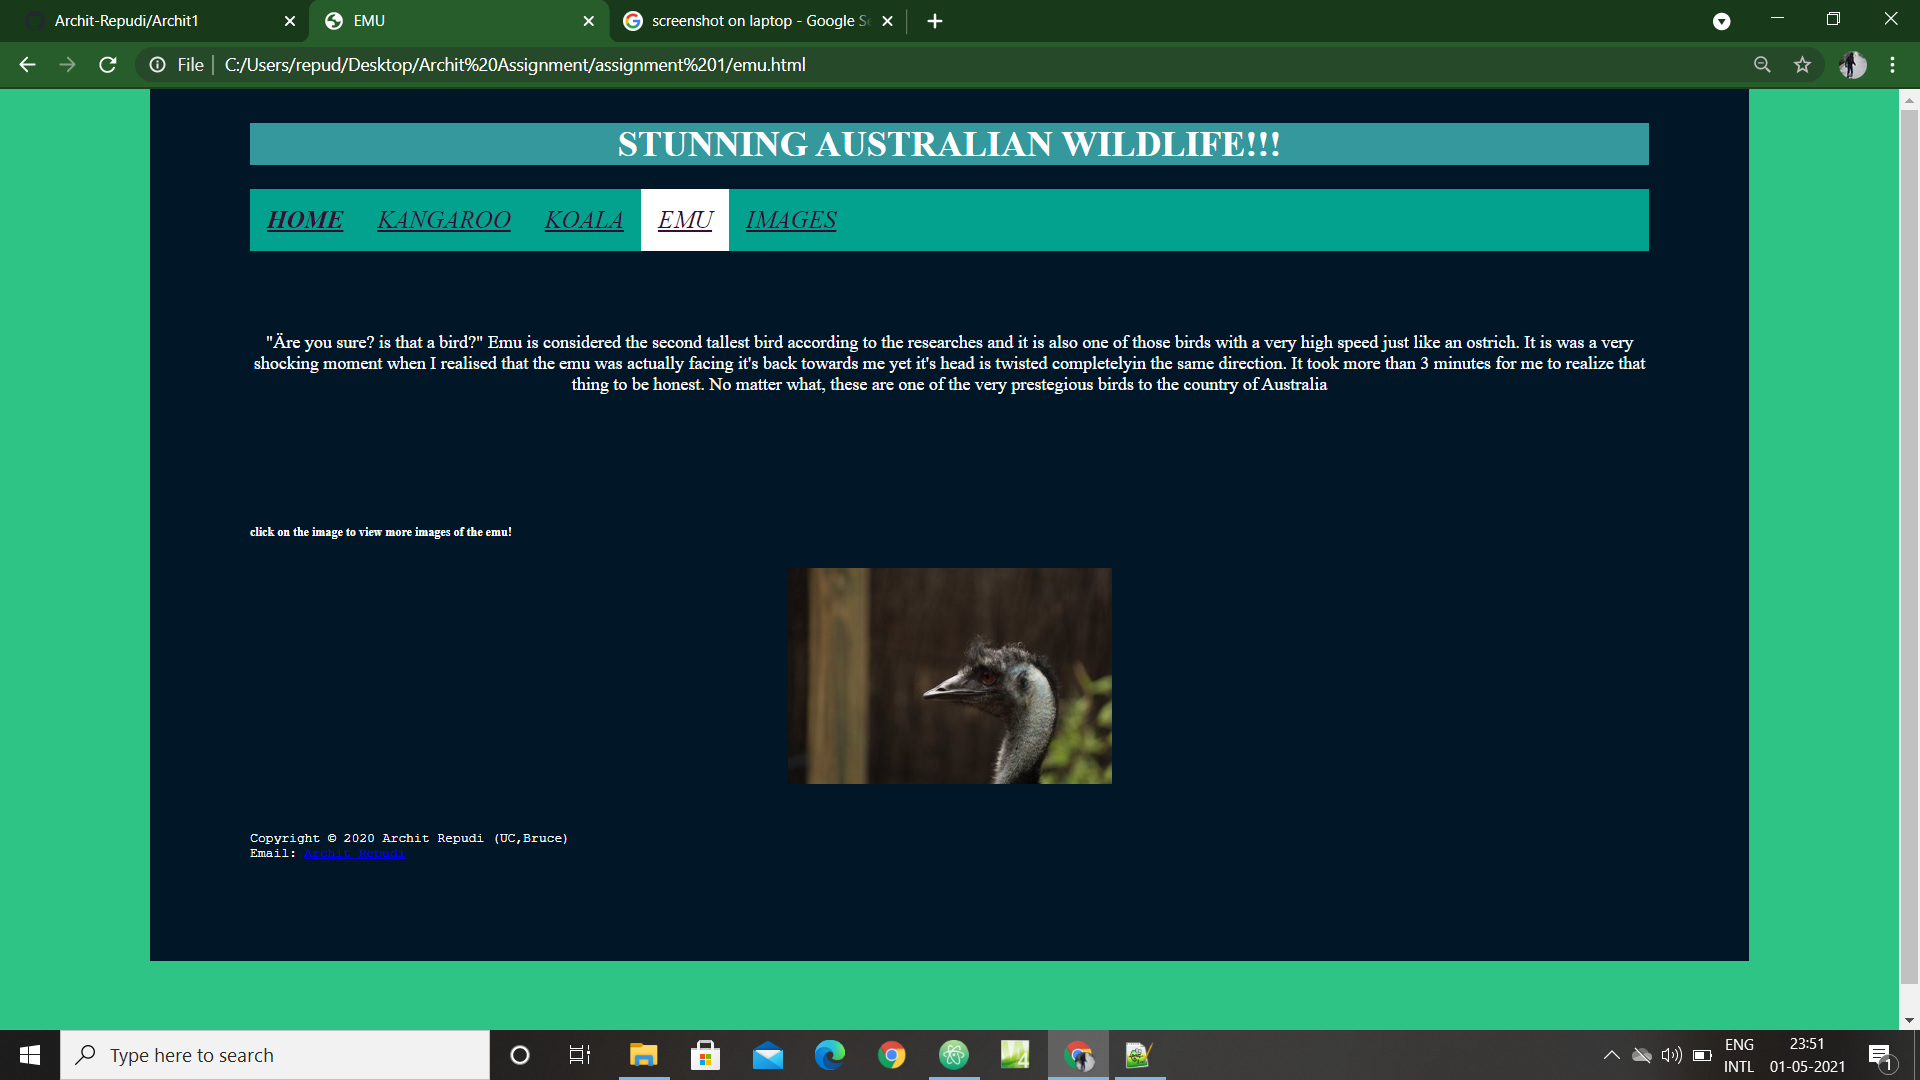 Archit-Repudi/Archit1
EMU
screenshot on laptop - Google Se
File
C:/Users/repud/Desktop/Archit%20Assignment/assignment%201/emu.html
STUNNING AUSTRALIAN WILDLIFE!!!
HOME KANGAROO KOALA EMU IMAGES
"Äre you sure? is that a bird?" Emu is considered the second tallest bird according to the researches and it is also one of those birds with a very high speed just like an ostrich. It is was a very
shocking moment when I realised that the emu was actually facing it's back towards me yet it's head is twisted completelyin the same direction. It took more than 3 minutes for me to realize that
thing to be honest. No matter what, these are one of the very prestegious birds to the country of Australia
click on the image to view more images of the emu!
Copyright © 2020 Archit Repudi (UC,Bruce)
Email: Archit Repudi
Type here to search
4
ENG
INTL
23:51
01-05-2021
1